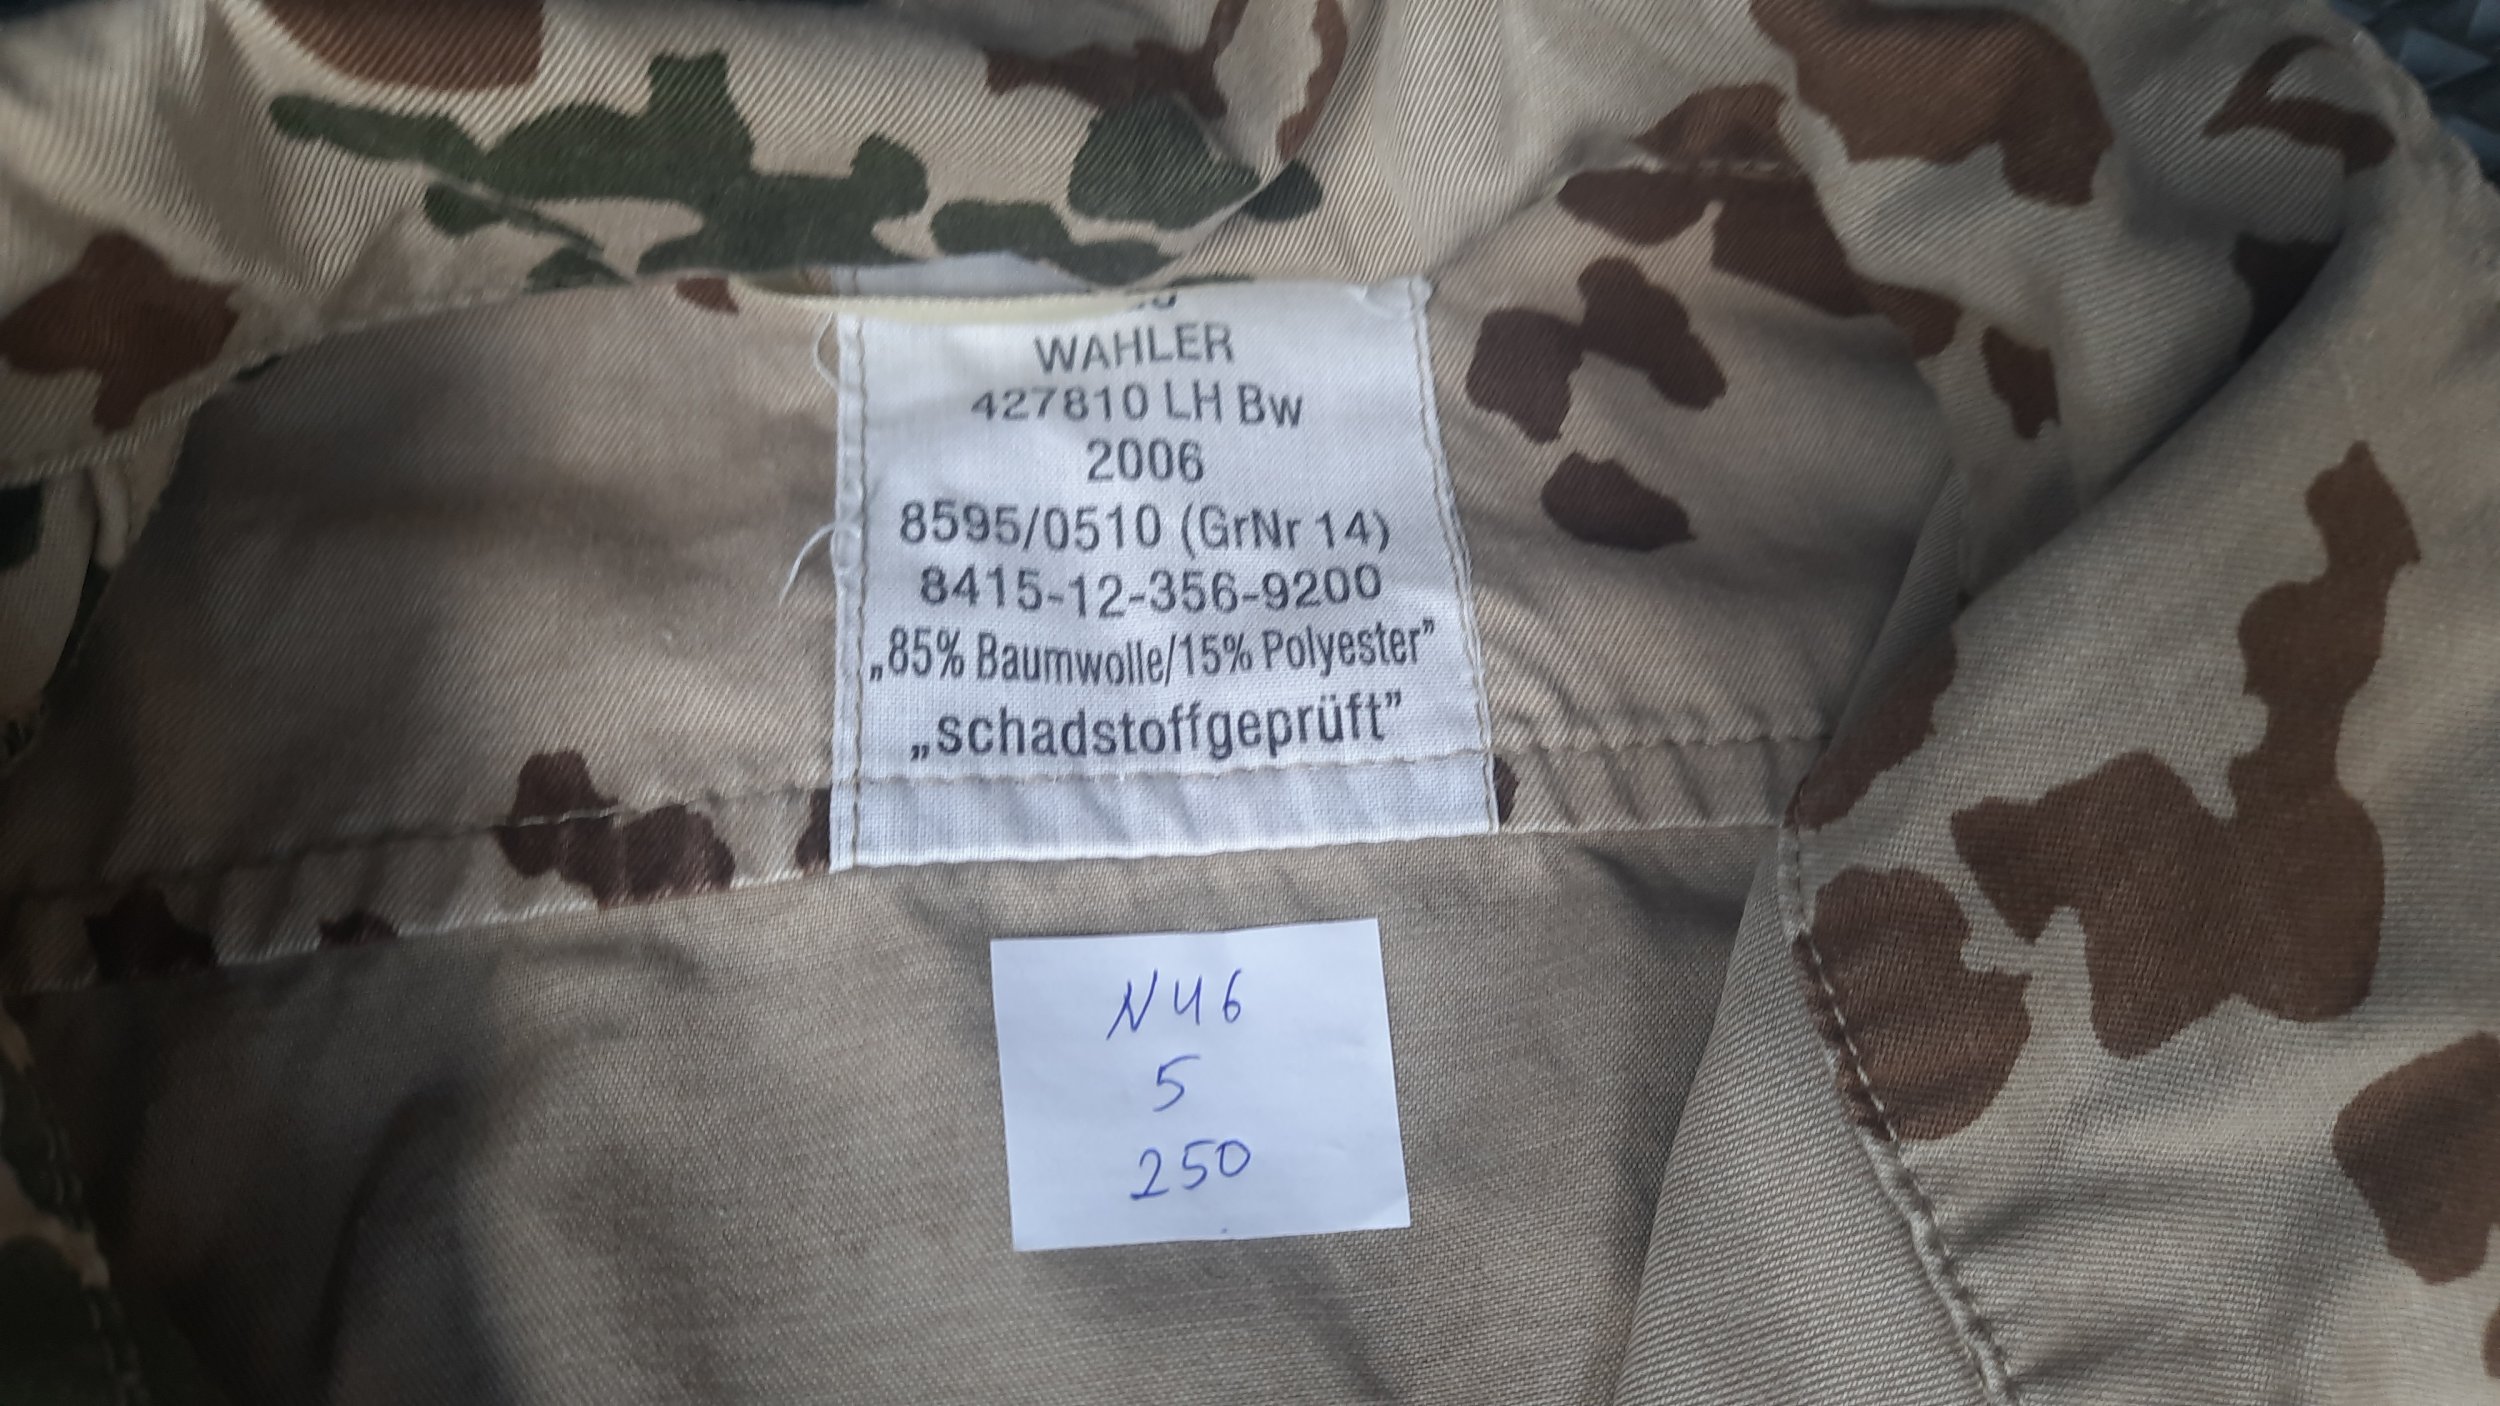 WAHLER
427810 LH Bw
2006
8595/0510 (GrNr 14)
8415-12-356-9200
„85% Baumwolle/15% Polyester”
„schadstoffgeprüft”
N 46
5
250